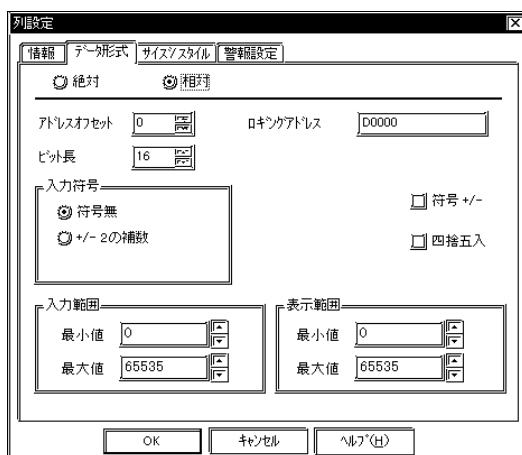 列設定
情報 データ形式 サイズ/スタイル 警報設定
絶対 相対
アドレスオフセット 0 ロギングアドレス D0000
ビット長 16
入力符号
符号無
+/- 2の補数
符号 +/-
四捨五入
入力範囲
最小値 0
最大値 65535
表示範囲
最小値 0
最大値 65535
OK キャンセル ヘルプ(H)